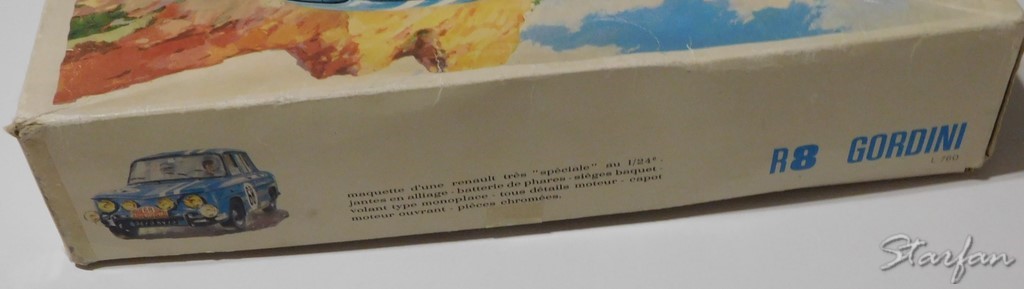 maquette d'une renault très "spéciale" au 1/24e.
jantes en alliage - batterie de phares - sièges baquet -
volant type monoplace - tous détails moteur - capot
moteur ouvrant - pièces chromées.
R8 GORDINI
L.760
Starfan